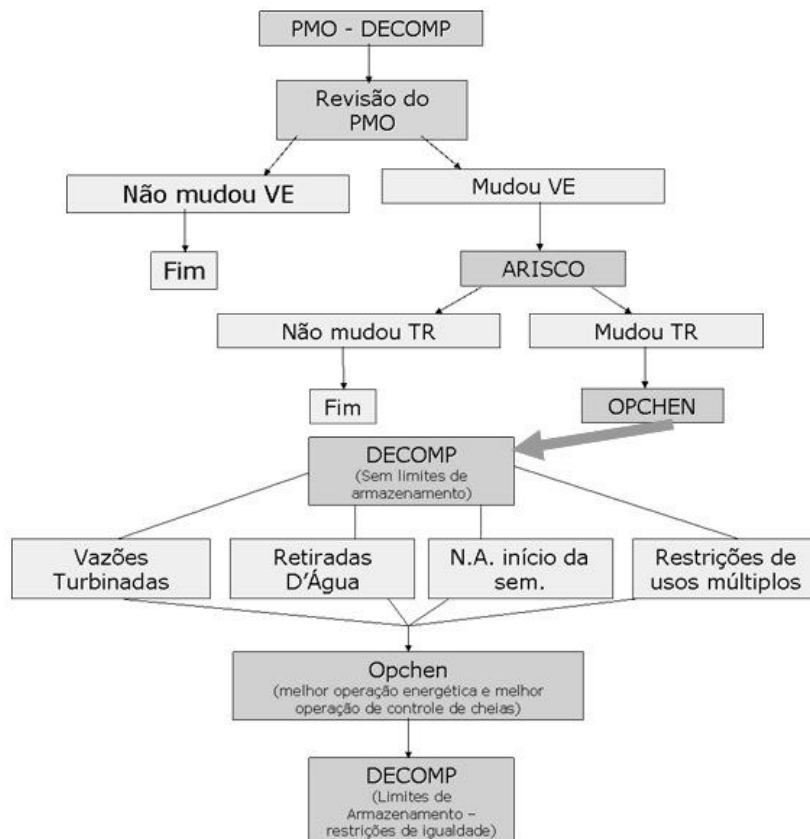 PMO - DECOMP
Revisão do
PMO
Não mudou VE
Mudou VE
Fim
ARISCO
Não mudou TR
Mudou TR
Fim
OPCHEN
DECOMP
(Sem limites de
armazenamento)
Vazões
Turbinadas
Retiradas
D'Água
N.A. início da
sem.
Restrições de
usos múltiplos
Opchen
(melhor operação energética e melhor
operação de controle de cheias)
DECOMP
(Limites de
Armazenamento –
restrições de igualdade)